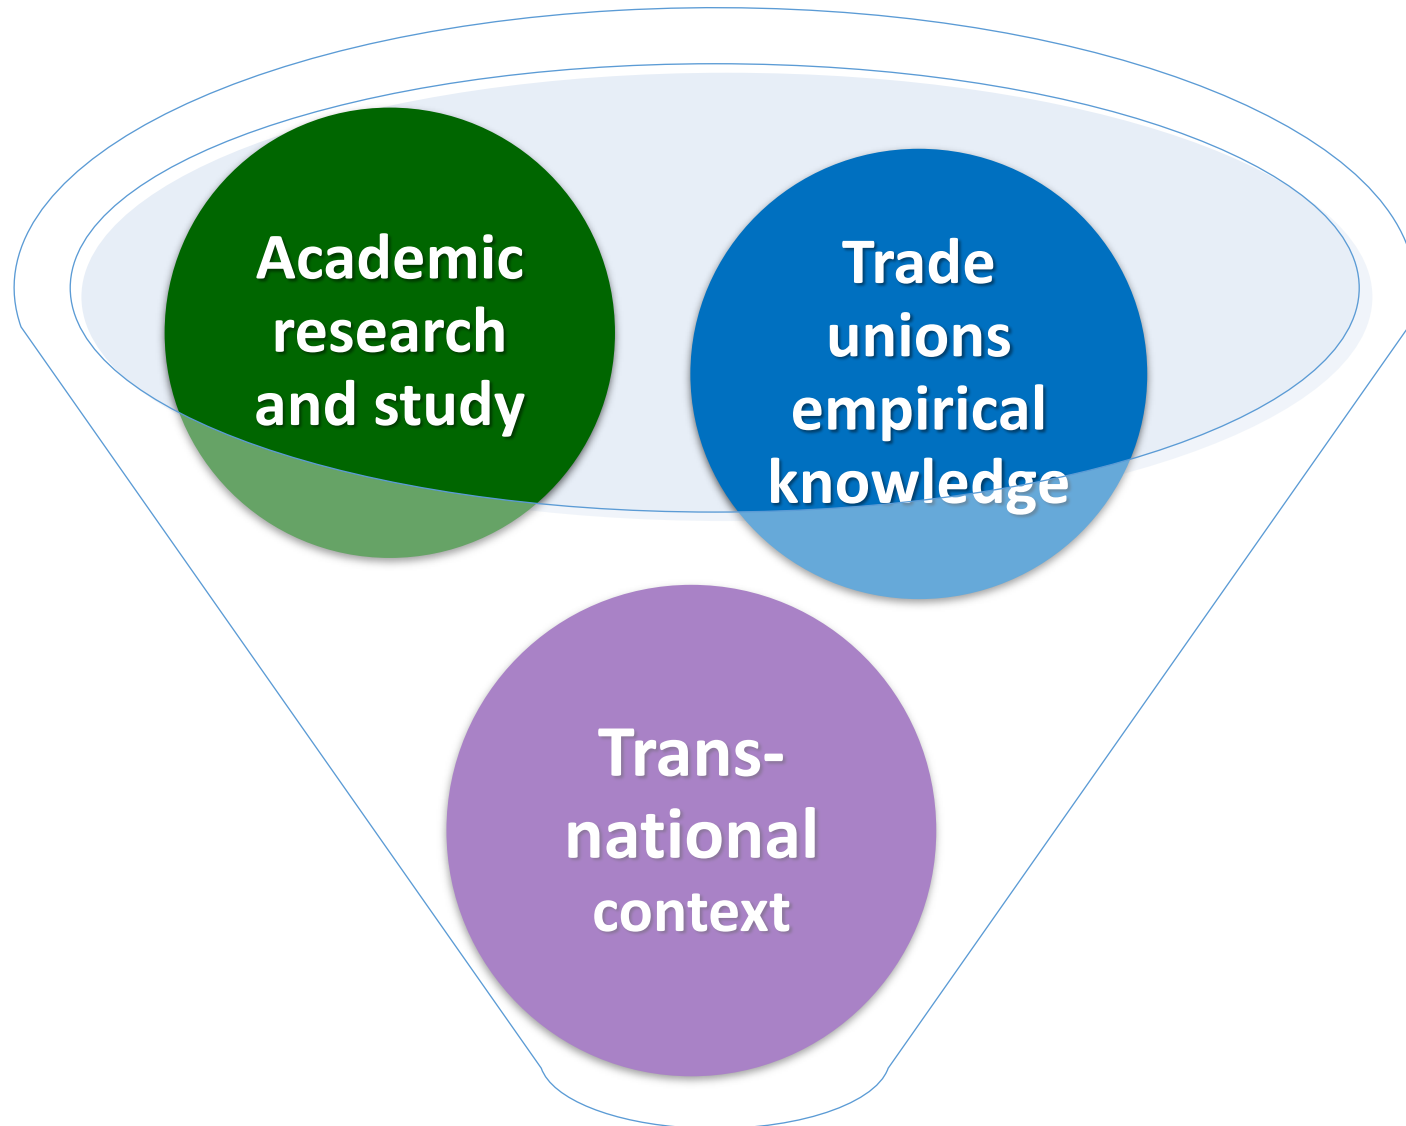 Academic
research
and study
Trade
unions
empirical
knowledge
Trans-
national
context